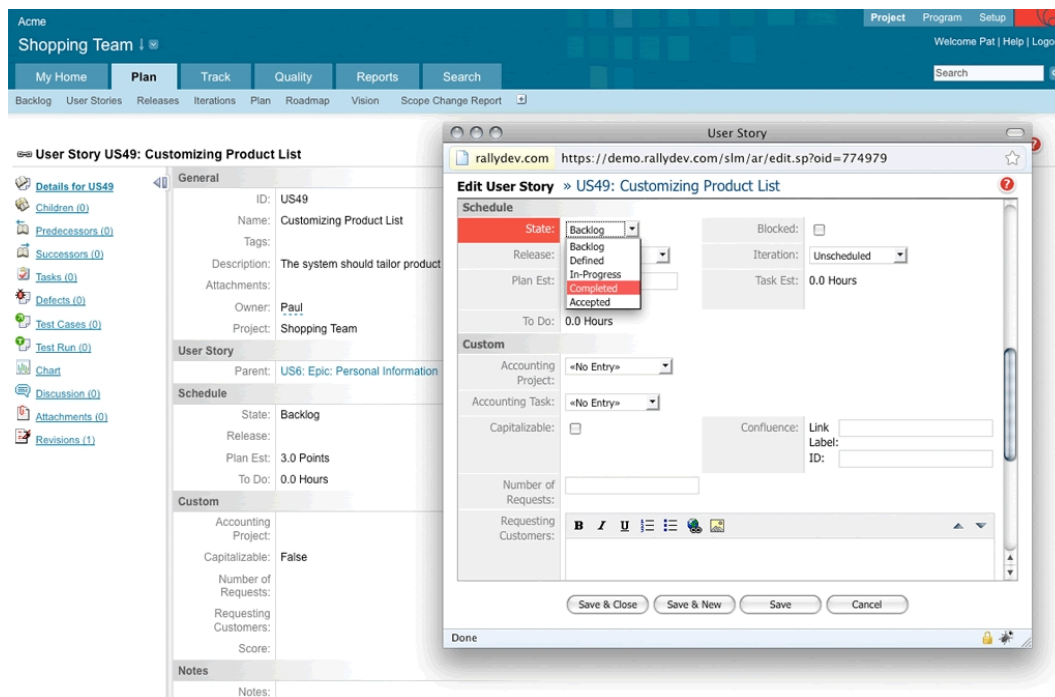 Acme
Project Program Setup
Shopping Team
Welcome Pat | Help | Logo
My Home Plan Track Quality Reports Search
Search
Backlog User Stories Releases Iterations Plan Roadmap Vision Scope Change Report
User Story US49: Customizing Product List
Details for US49
Children (0)
Predecessors (0)
Successors (0)
Tasks (0)
Defects (0)
Test Cases (0)
Test Run (0)
Chart
Discussion (0)
Attachments (0)
Revisions (1)
General
ID: US49
Name: Customizing Product List
Tags:
Description: The system should tailor product
Attachments:
Owner: Paul
Project: Shopping Team
User Story
Parent: US6: Epic: Personal Information
Schedule
State: Backlog
Release:
Plan Est: 3.0 Points
To Do: 0.0 Hours
Custom
Accounting
Project:
Capitalizable: False
Number of
Requests:
Requesting
Customers:
Score:
Notes
Notes:
User Story
rallydev.com https://demo.rallydev.com/slm/ar/edit.sp?oid=774979
Edit User Story » US49: Customizing Product List
Schedule
State: Backlog Blocked:
Backlog
Defined
In-Progress
Completed
Accepted
Release: Iteration: Unscheduled
Plan Est: Task Est: 0.0 Hours
To Do: 0.0 Hours
Custom
Accounting
Project: «No Entry»
Accounting Task: «No Entry»
Capitalizable: Confluence: Link
Label:
ID:
Number of
Requests:
Requesting
Customers:
B I U
Save & Close Save & New Save Cancel
Done